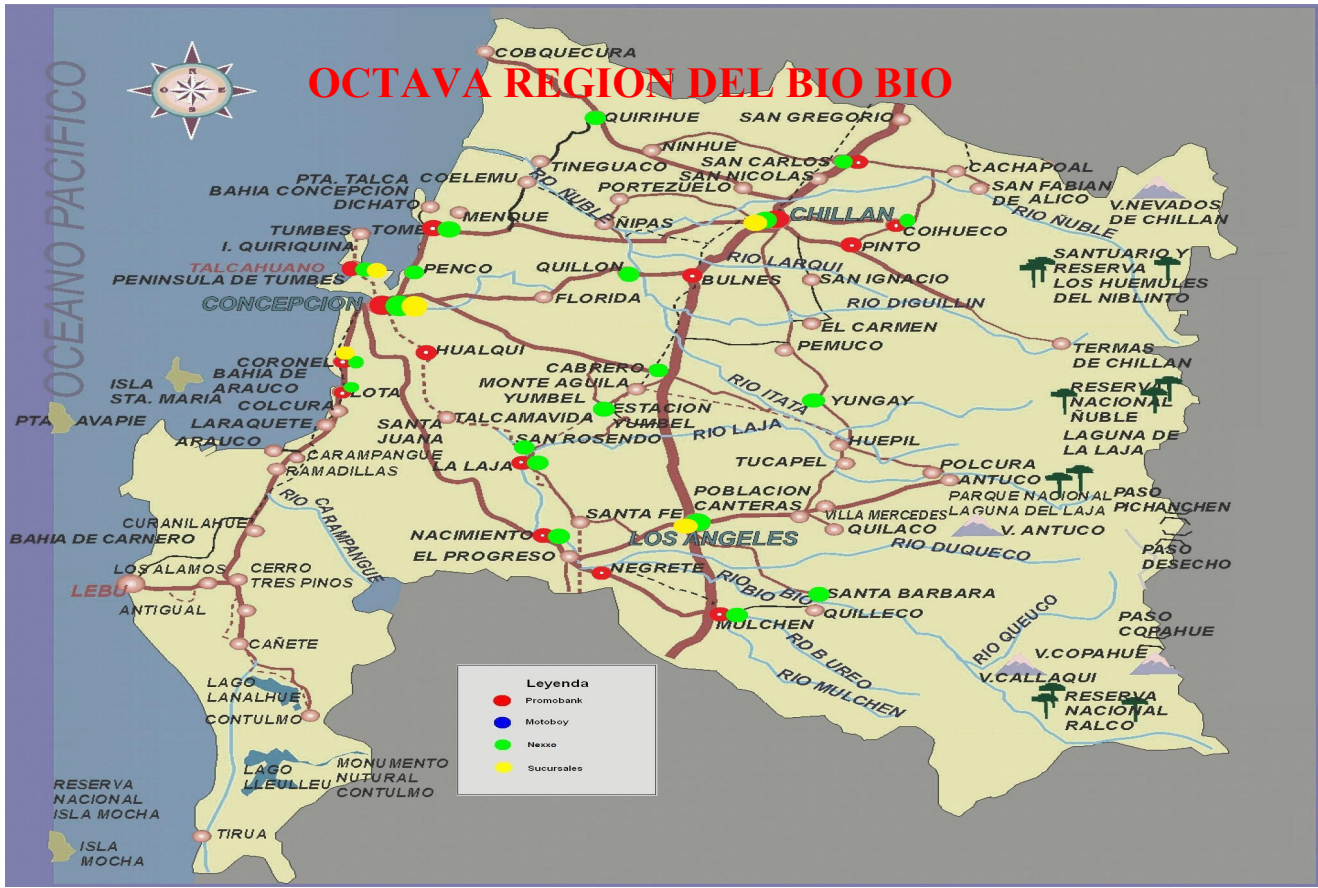 OCTAVA REGION DEL BIO BIO
OCEANO PACIFICO
COBQUECURA
QUIRIHUE
SAN GREGORIO
NINHUE
SAN CARLOS
CACHAPOAL
TINEGUACO
SAN NICOLAS
PTA. TALCA
COELEMU
RIO ÑUBLE
PORTEZUELO
SAN FABIAN
DE ALICO
BAHIA CONCEPCION
DICHATO
RIO ÑUBLE
V.NEVADOS
DE CHILLAN
MENQUE
ÑIPAS
CHILLAN
TUMBES
TOME
COIHUECO
I. QUIRIQUINA
PINTO
SANTUARIO Y
RESERVA
LOS HUEMULES
DEL NIBLINTO
TALCAHUANO
PENINSULA DE TUMBES
PENCO
QUILLON
RIO LARQUI
BULNES
SAN IGNACIO
CONCEPCION
FLORIDA
RIO DIGUILLIN
EL CARMEN
HUALQUI
PEMUCO
TERMAS
DE CHILLAN
CORONEL
BAHIA DE
ARAUCO
CABRERO
MONTE AGUILA
YUMBEL
RIO ITATA
ISLA
STA. MARIA
LOTA
YUNGAY
RESERVA
NACIONAL
ÑUBLE
COLCURA
ESTACION
YUMBEL
PTA. AVAPIE
LARAQUETE
SANTA
JUANA
TALCAMAVIDA
RIO LAJA
ARAUCO
SAN ROSENDO
HUEPIL
LAGUNA DE
LA LAJA
CARAMPANGUE
RAMADILLAS
LA LAJA
TUCAPEL
POLCURA
ANTUCO
POBLACION
CANTERAS
PARQUE NACIONAL
LAGUNA DEL LAJA
PASO
PICHANCHEN
RIO CARAMPANGUE
SANTA FE
VILLA MERCEDES
CURANILAHUE
BAHIA DE CARNERO
NACIMIENTO
LOS ANGELES
QUILACO
V. ANTUCO
EL PROGRESO
RIO DUQUECO
PASO
DESECHO
LOS ALAMOS
CERRO
TRES PINOS
NEGRETE
LEBU
RIO BIO BIO
SANTA BARBARA
ANTIGUAL
QUILLECO
MULCHEN
RIO QUEUCO
PASO
COPAHUE
CAÑETE
RD B UREO
V.COPAHUE
RIO MULCHEN
V.CALLAQUI
LAGO
LANALHUE
CONTULMO
RESERVA
NACIONAL
RALCO
Leyenda
Promobank
Motoboy
Nexxo
Sucursales
LAGO
LLEULLEU
MONUMENTO
NUTURAL
CONTULMO
RESERVA
NACIONAL
ISLA MOCHA
TIRUA
ISLA
MOCHA